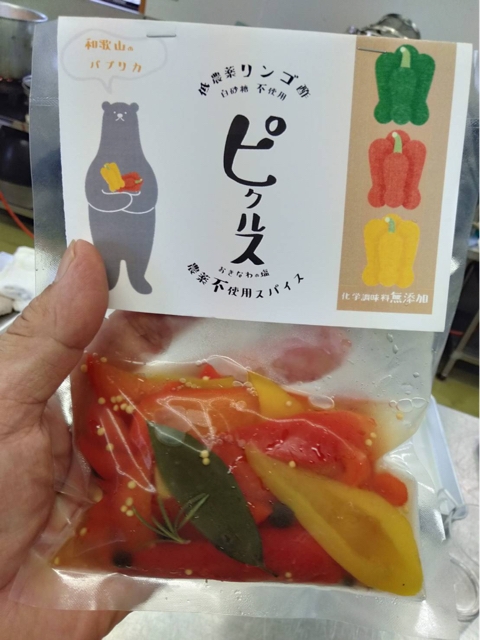 和歌山の
パプリカ
低農薬リンゴ酢
白砂糖 不使用
ピクルス
おきなわの塩
農薬不使用スパイス
化学調味料無添加